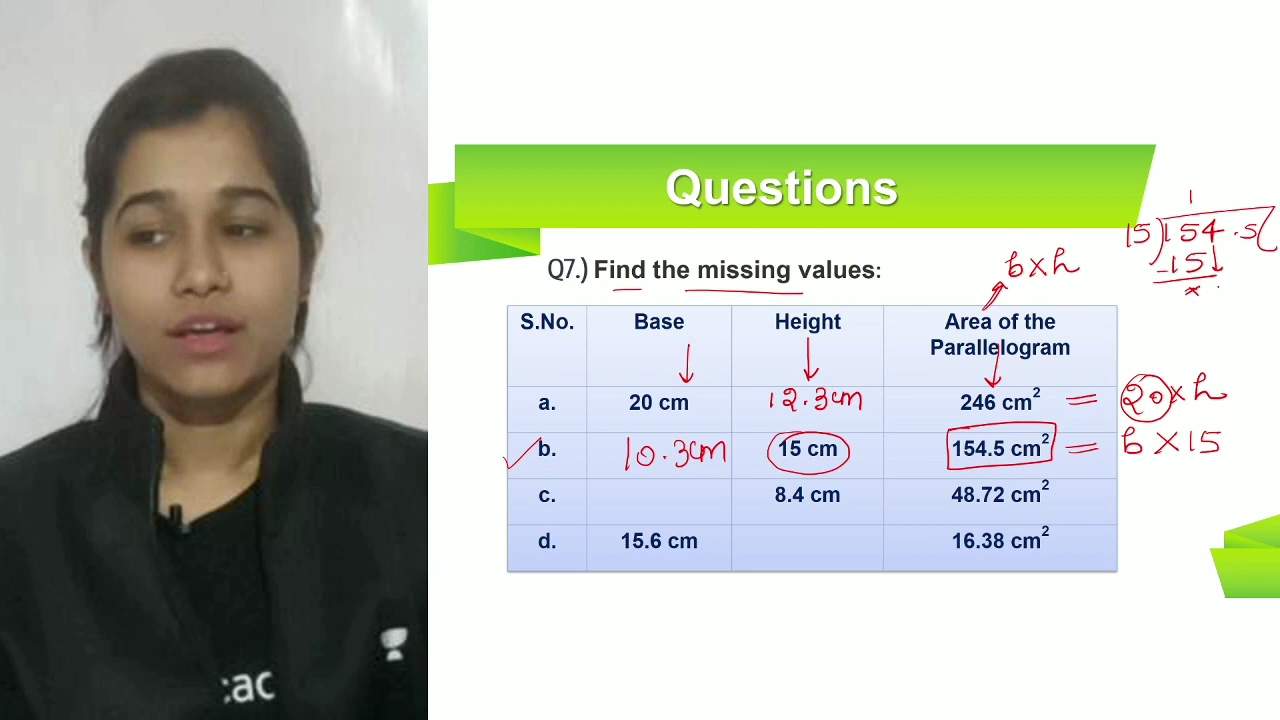 Questions
1
15)154.5(
-15
x
Q7.) Find the missing values:
b×h
S.No. Base Height Area of the Parallelogram
a. 20 cm 12.3cm 246 cm² = 20×h
b. 10.3cm 15 cm 154.5 cm² = b×15
c. 8.4 cm 48.72 cm²
d. 15.6 cm 16.38 cm²
:ac